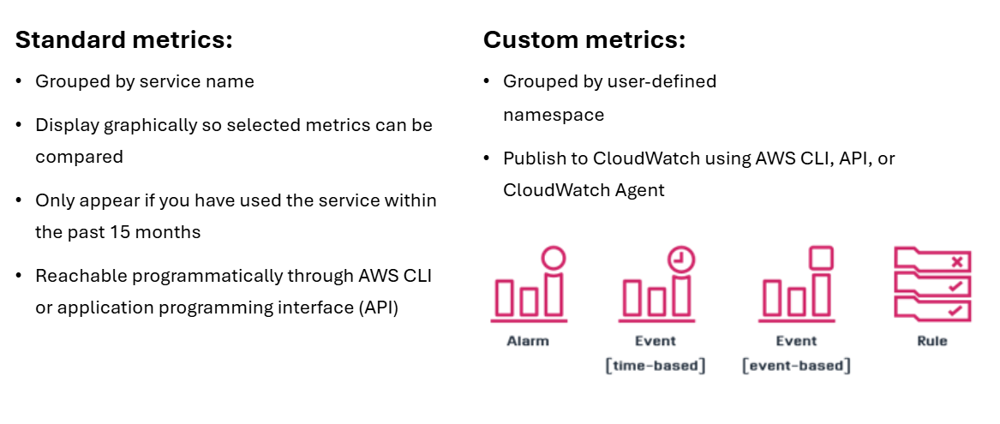 Standard metrics:
• Grouped by service name
• Display graphically so selected metrics can be
compared
• Only appear if you have used the service within
the past 15 months
• Reachable programmatically through AWS CLI
or application programming interface (API)
Custom metrics:
• Grouped by user-defined
namespace
• Publish to CloudWatch using AWS CLI, API, or
CloudWatch Agent
Alarm
Event
[time-based]
Event
[event-based]
Rule